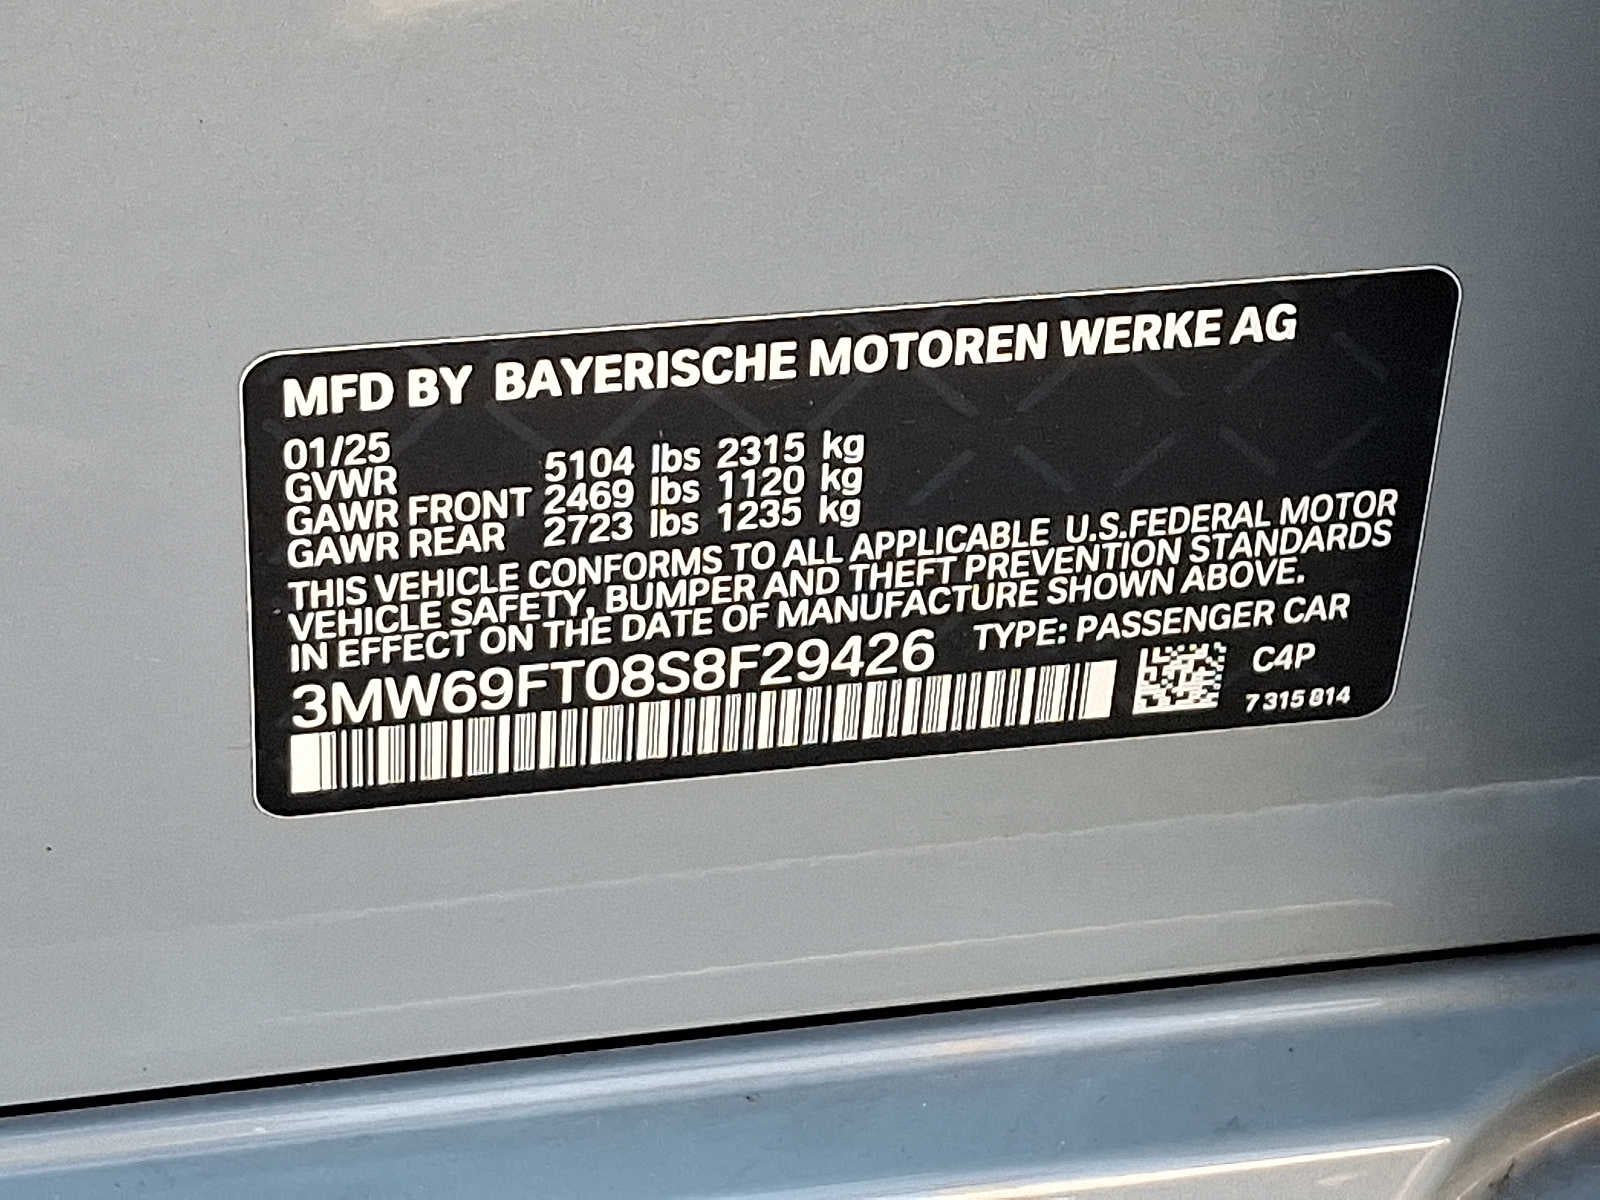 MFD BY BAYERISCHE MOTOREN WERKE AG
01/25
GVWR 5104 lbs 2315 kg
GAWR FRONT 2469 lbs 1120 kg
GAWR REAR 2723 lbs 1235 kg
THIS VEHICLE CONFORMS TO ALL APPLICABLE U.S.FEDERAL MOTOR
VEHICLE SAFETY, BUMPER AND THEFT PREVENTION STANDARDS
IN EFFECT ON THE DATE OF MANUFACTURE SHOWN ABOVE.
3MW69FT08S8F29426 TYPE: PASSENGER CAR
C4P
7 315 814